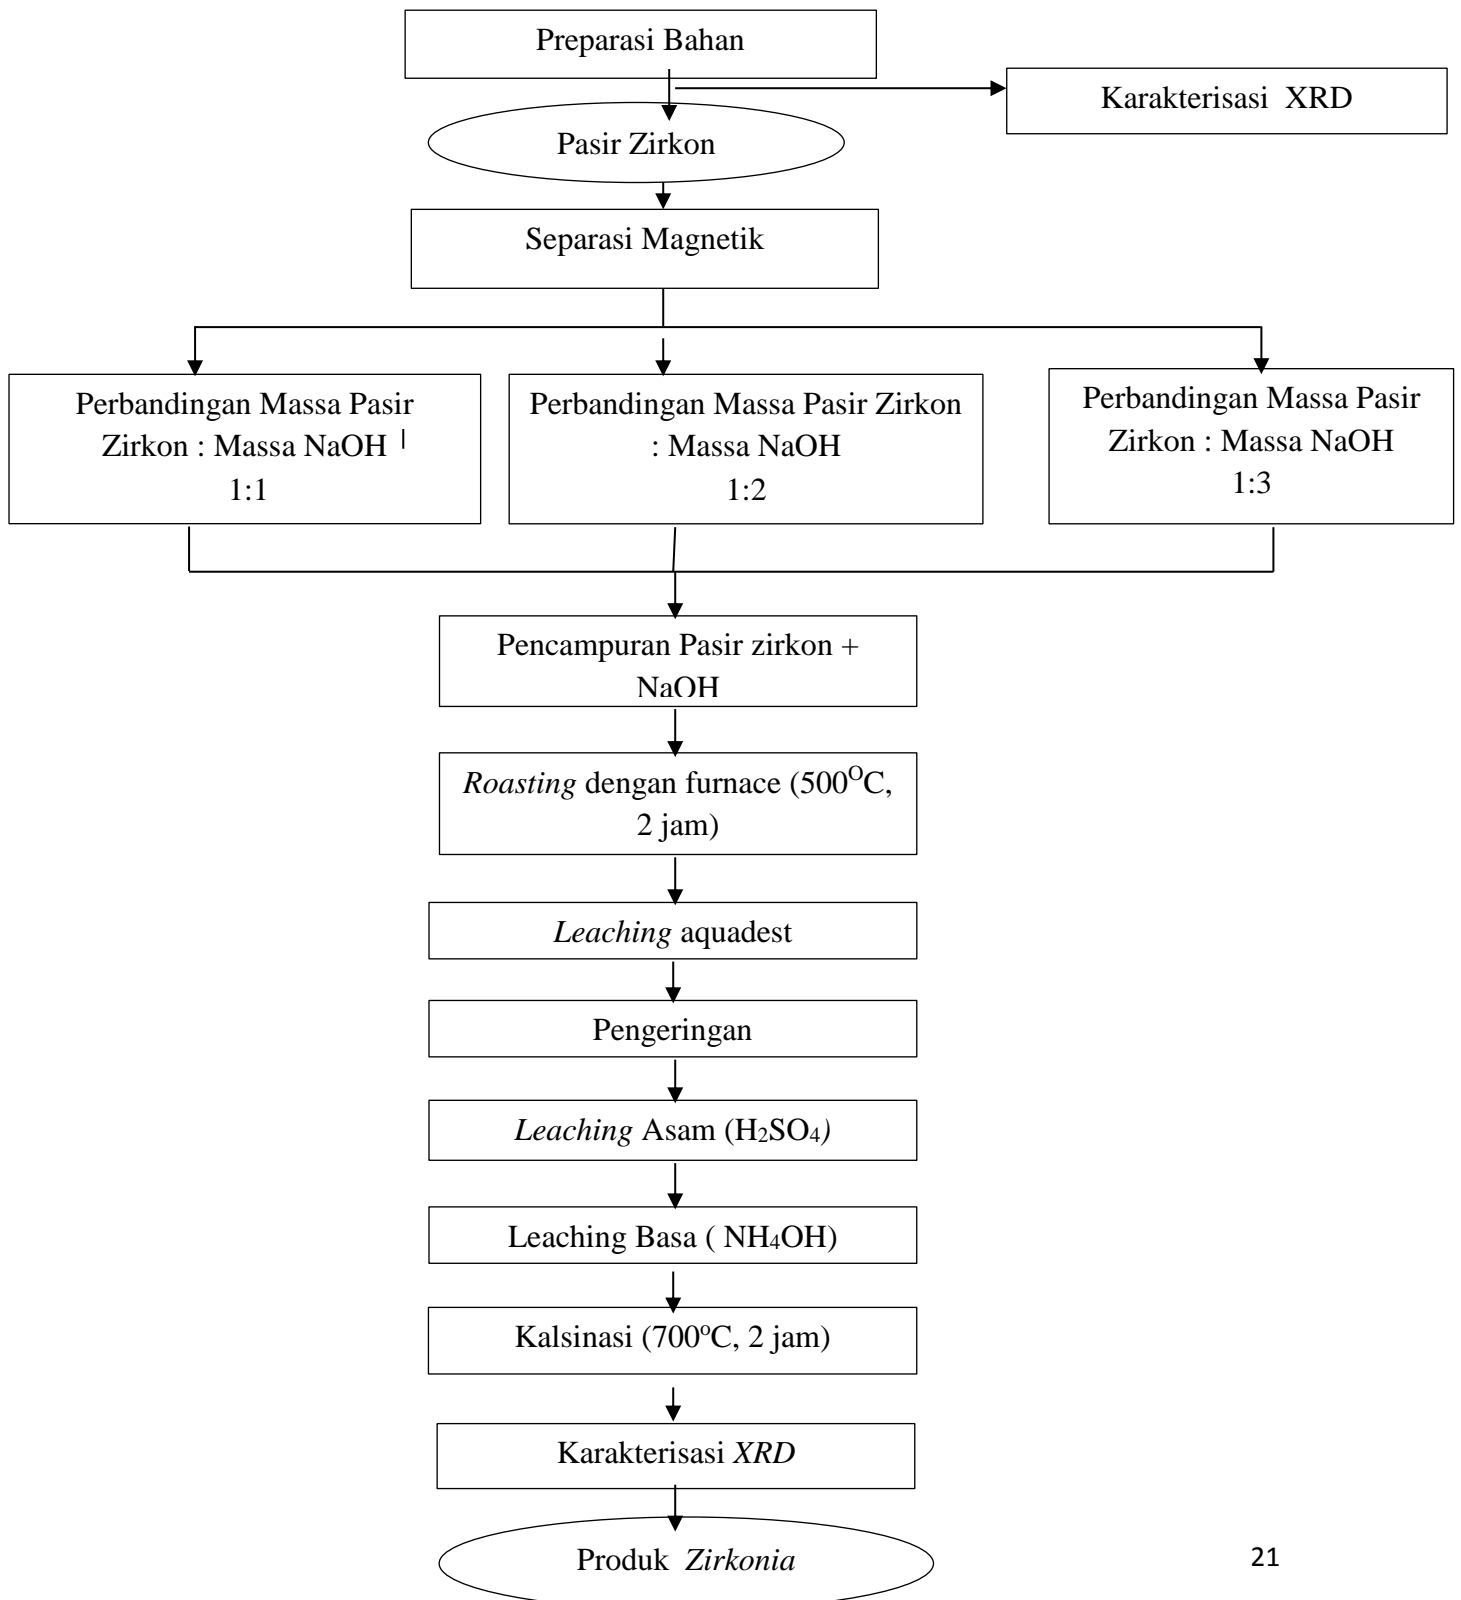 Preparasi Bahan
Karakterisasi XRD
Pasir Zirkon
Separasi Magnetik
Perbandingan Massa Pasir
Zirkon : Massa NaOH
1:1
Perbandingan Massa Pasir Zirkon
: Massa NaOH
1:2
Perbandingan Massa Pasir
Zirkon : Massa NaOH
1:3
Pencampuran Pasir zirkon +
NaOH
Roasting dengan furnace (500ᴼC,
2 jam)
Leaching aquadest
Pengeringan
Leaching Asam (H₂SO₄)
Leaching Basa ( NH₄OH)
Kalsinasi (700ºC, 2 jam)
Karakterisasi XRD
Produk Zirkonia
21